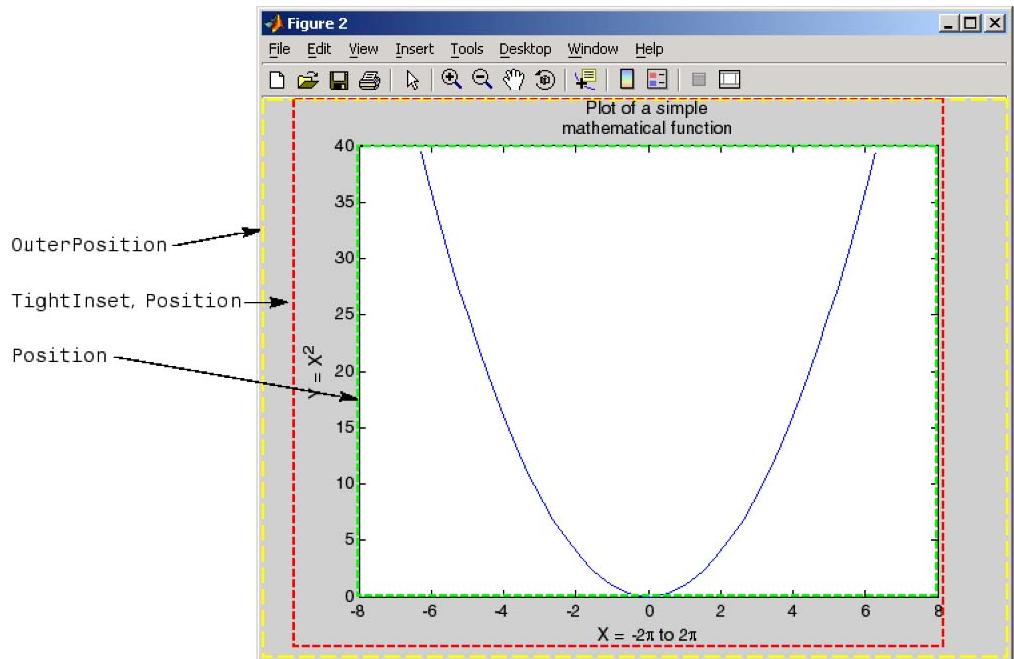 Figure 2
File Edit View Insert Tools Desktop Window Help
Plot of a simple
mathematical function
OuterPosition
TightInset, Position
Position
Y = X²
40
35
30
25
20
15
10
5
0
-8 -6 -4 -2 0 2 4 6 8
X = -2π to 2π